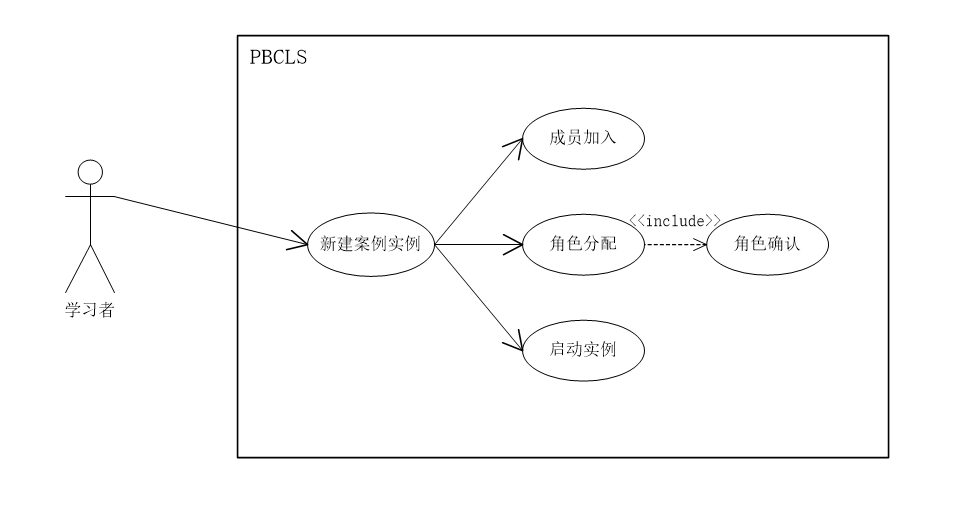 PBCLS
成员加入
<<include>>
新建案例实例
角色分配
角色确认
学习者
启动实例